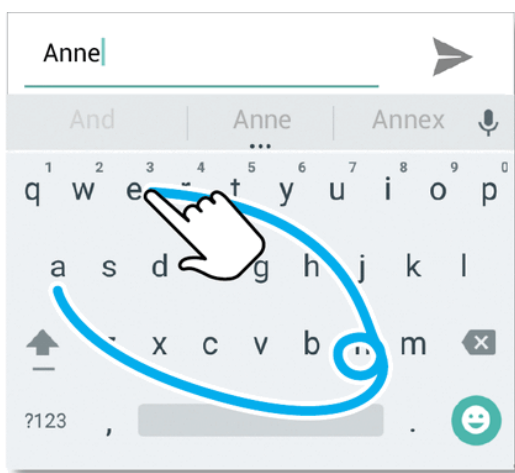 Anne
And Anne Annex
1 2 3 4 5 6 7 8 9 0
q w e r t y u i o p
a s d g h j k l
x c v b n m
?123 , .